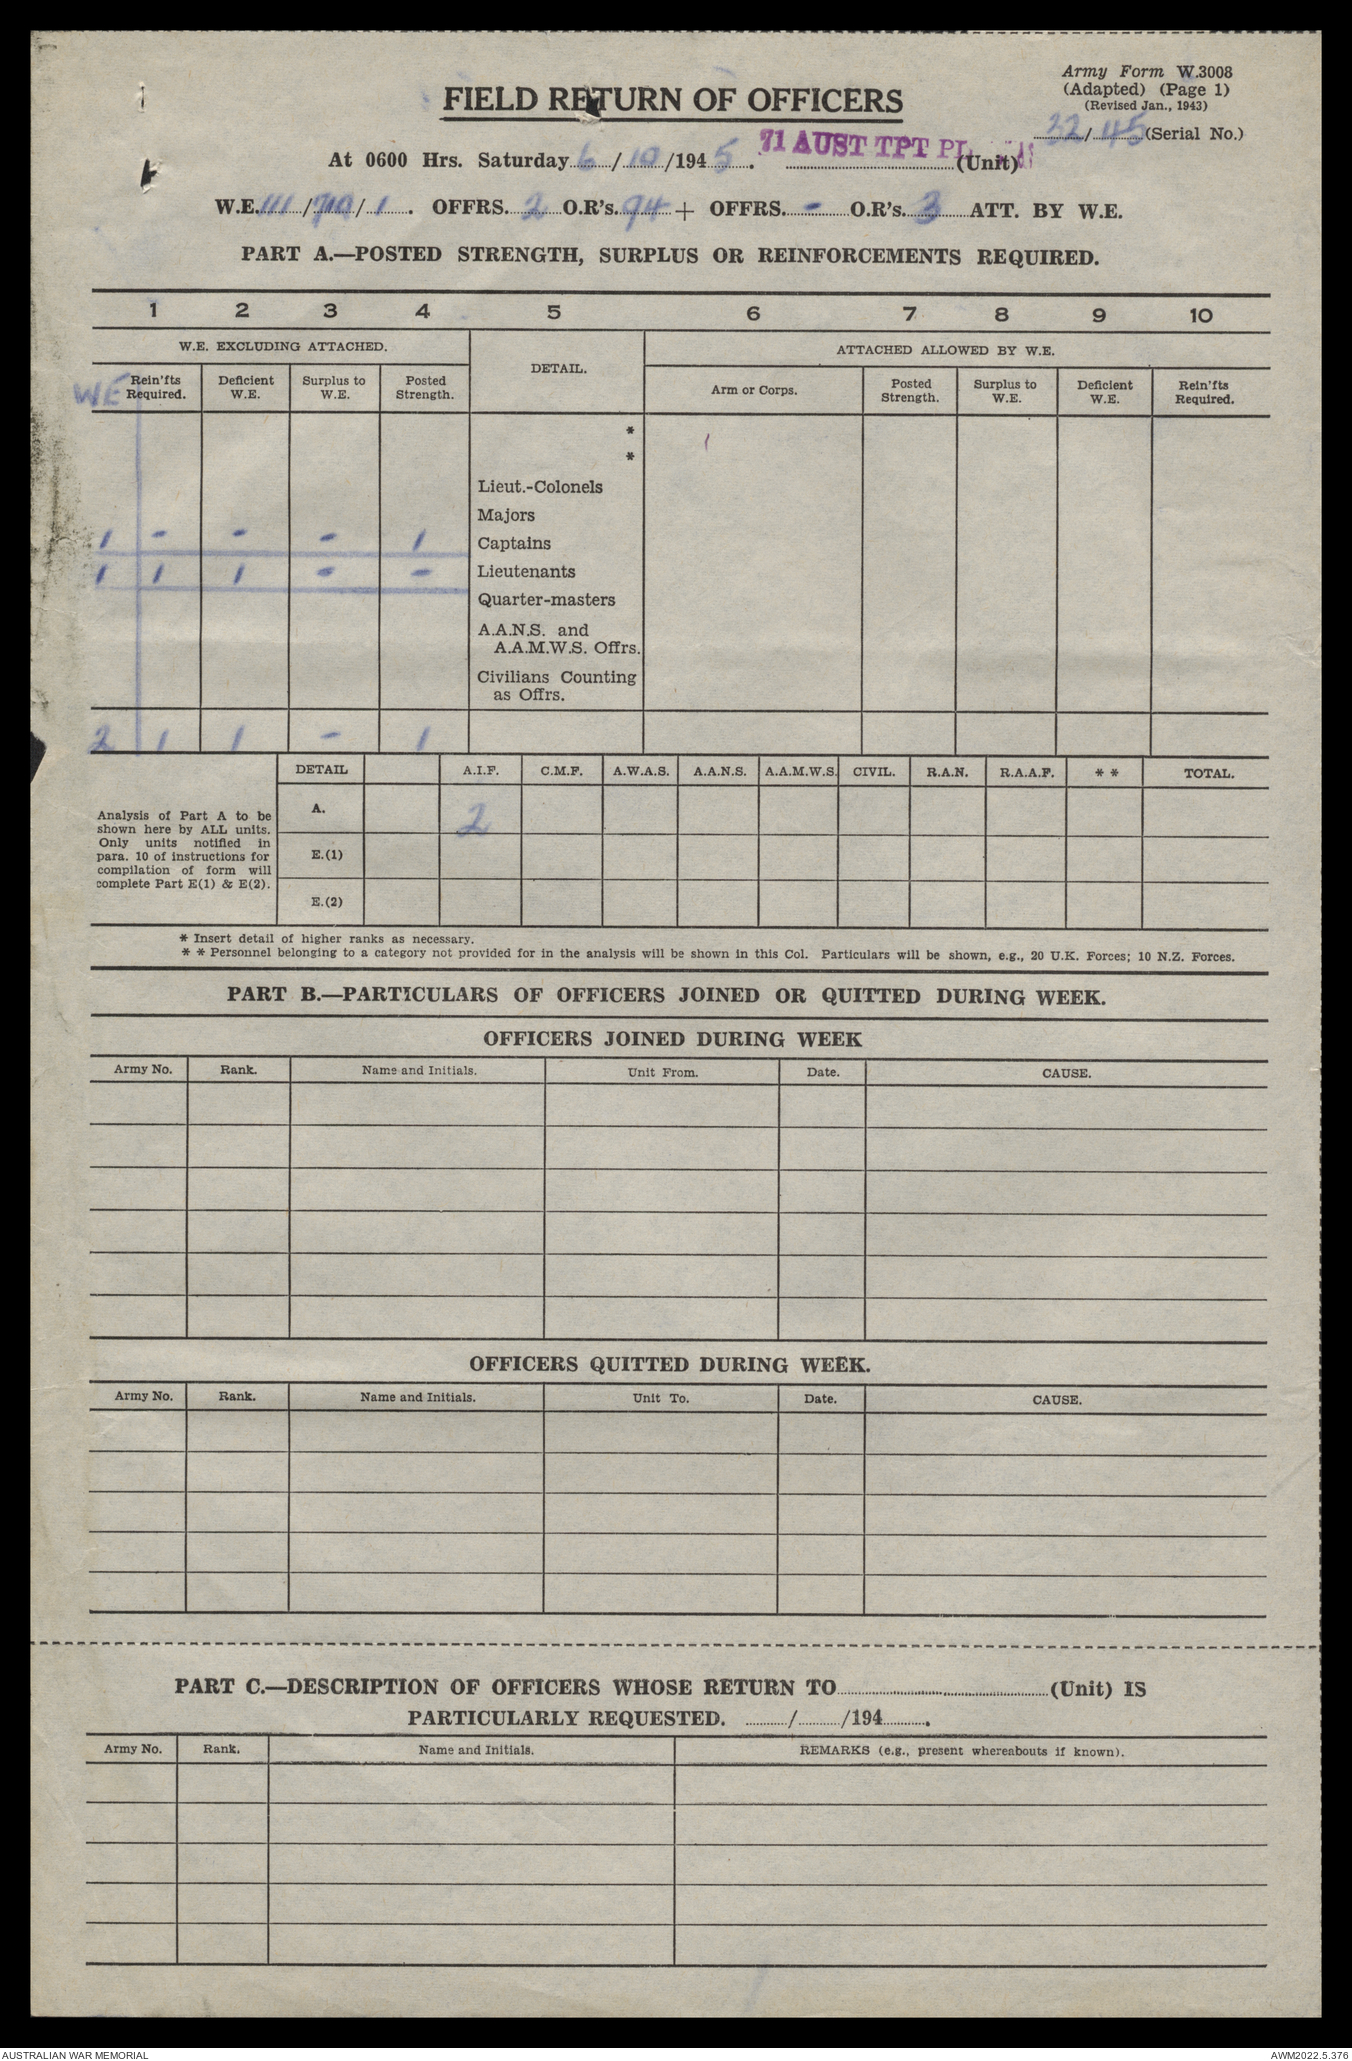 Army Form W.3008
(Adapted) (Page 1)
(Revised Jan., 1943)
FIELD RETURN OF OFFICERS
32/45 (Serial No.)
At 0600 Hrs. Saturday 6/10/1945. 71 AUST TPT PL (Unit)
W.E. 111/ /1. OFFRS. 2 O.R's. 94 + OFFRS. - O.R's. 3 ATT. BY W.E.
PART A.—POSTED STRENGTH, SURPLUS OR REINFORCEMENTS REQUIRED.
1 2 3 4 5 6 7 8 9 10
W.E. EXCLUDING ATTACHED. DETAIL. ATTACHED ALLOWED BY W.E.
WE Rein'fts Required. Deficient W.E. Surplus to W.E. Posted Strength. Arm or Corps. Posted Strength. Surplus to W.E. Deficient W.E. Rein'fts Required.
*
*
Lieut.-Colonels
Majors
1 - - - 1 Captains
1 1 1 - - Lieutenants
Quarter-masters
A.A.N.S. and
A.A.M.W.S. Offrs.
Civilians Counting
as Offrs.
2 1 1 - 1
DETAIL A.I.F. C.M.F. A.W.A.S. A.A.N.S. A.A.M.W.S. CIVIL. R.A.N. R.A.A.F. * * TOTAL.
Analysis of Part A to be
shown here by ALL units.
Only units notified in
para. 10 of instructions for
compilation of form will
complete Part E(1) & E(2).
A. 2
E.(1)
E.(2)
* Insert detail of higher ranks as necessary.
* * Personnel belonging to a category not provided for in the analysis will be shown in this Col. Particulars will be shown, e.g., 20 U.K. Forces; 10 N.Z. Forces.
PART B.—PARTICULARS OF OFFICERS JOINED OR QUITTED DURING WEEK.
OFFICERS JOINED DURING WEEK
Army No. Rank. Name and Initials. Unit From. Date. CAUSE.
OFFICERS QUITTED DURING WEEK.
Army No. Rank. Name and Initials. Unit To. Date. CAUSE.
PART C.—DESCRIPTION OF OFFICERS WHOSE RETURN TO (Unit) IS
PARTICULARLY REQUESTED. / /194 .
Army No. Rank. Name and Initials. REMARKS (e.g., present whereabouts if known).
AUSTRALIAN WAR MEMORIAL AWM2022.5.376